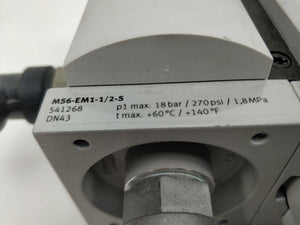 MS6-EM1-1/2-S
541268
DN43
p1 max: 18 bar / 270 psi / 1,8MPa
t max: +60°C / +140°F